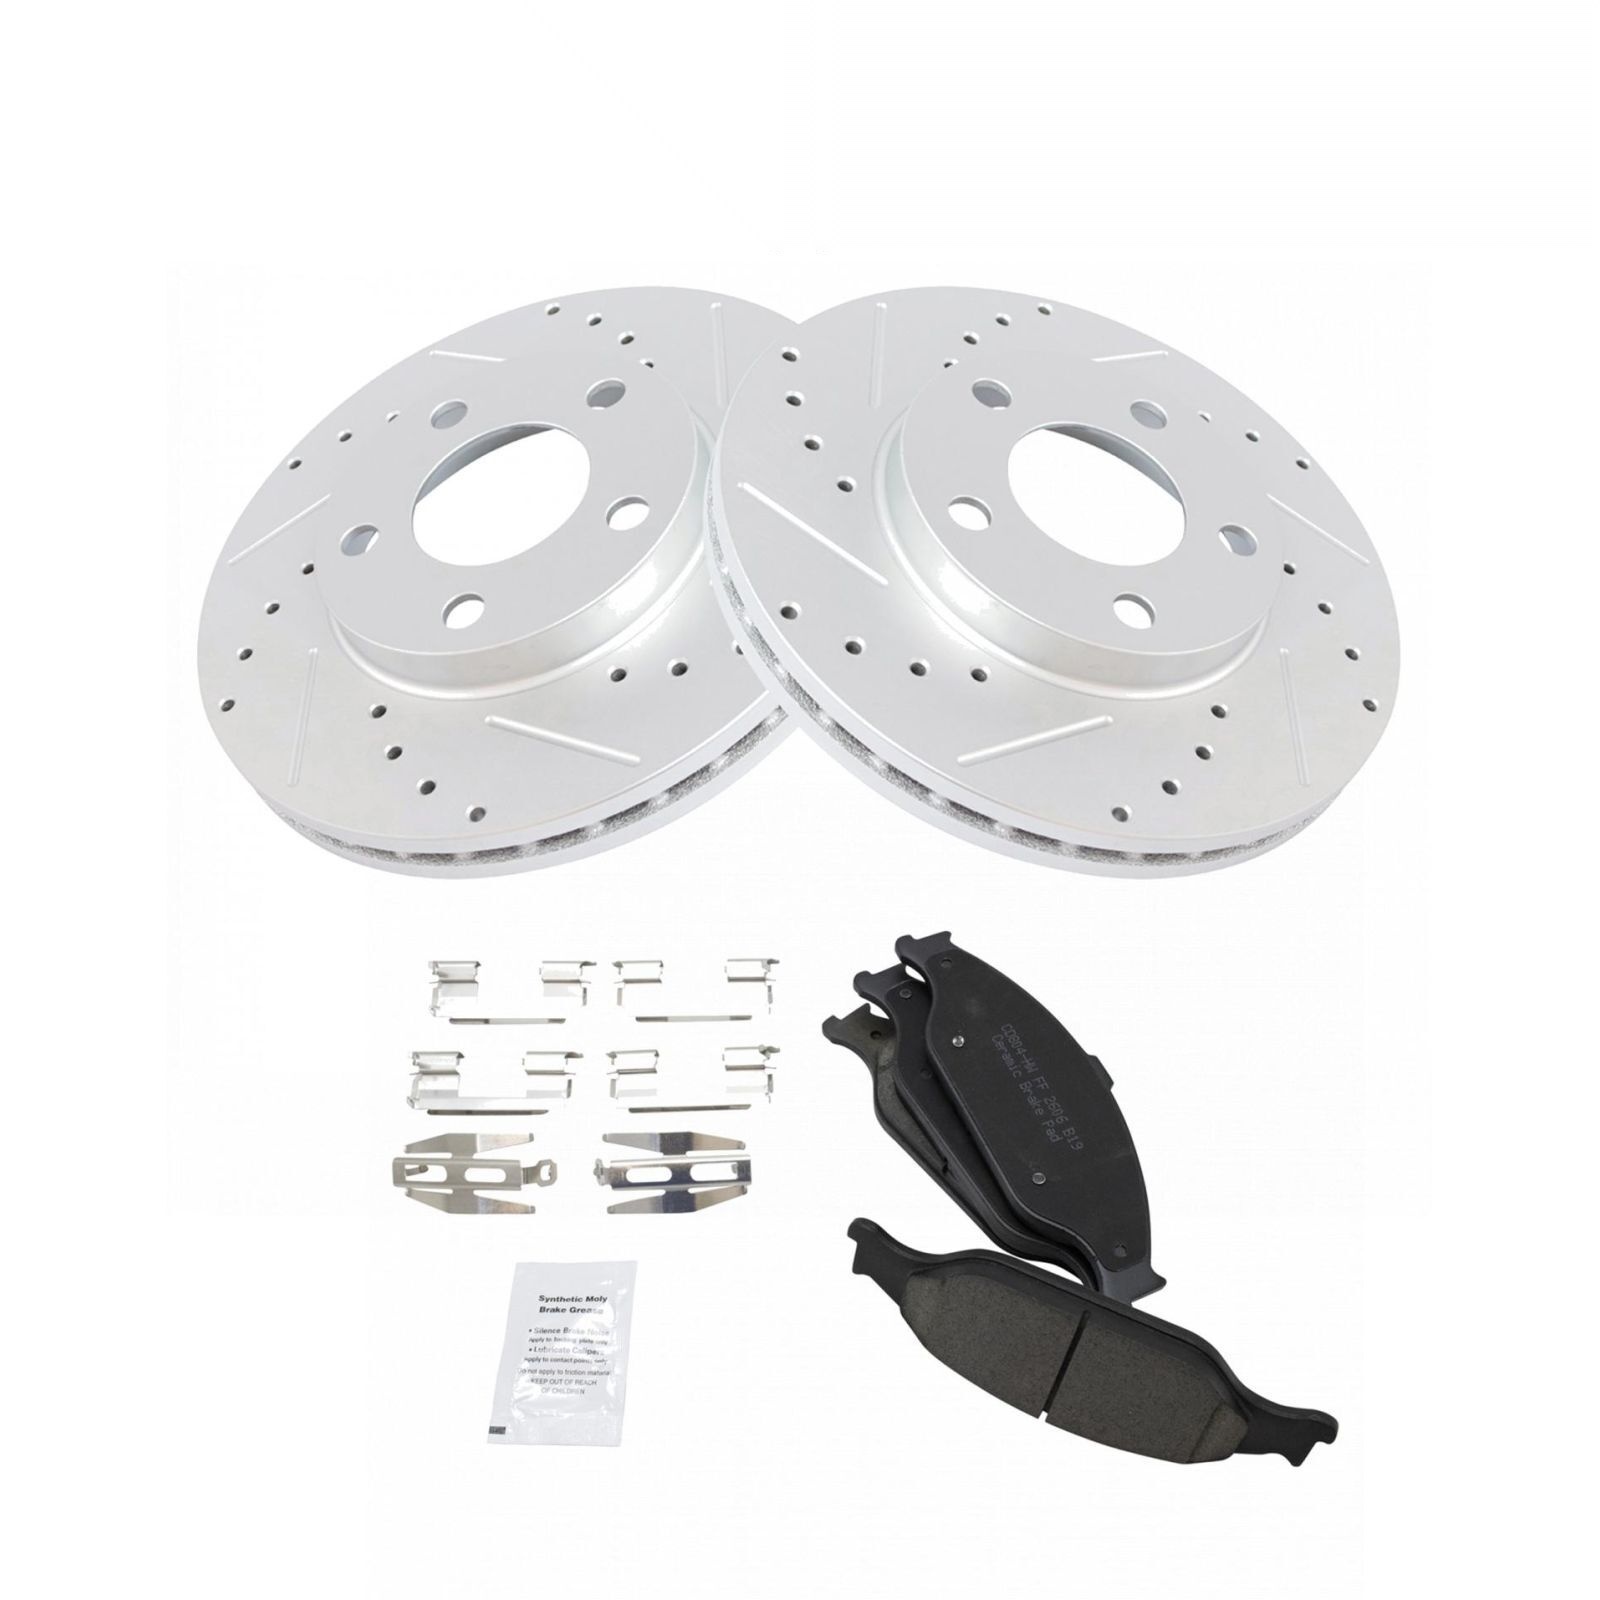 CD804-HW FF 2606 B19
Ceramic Brake Pad
Synthetic Moly
Brake Grease
• Silence Brake Noise
apply to backing plate only
• Lubricate Calipers
apply to contact points only
Do not apply to friction material
KEEP OUT OF REACH
OF CHILDREN